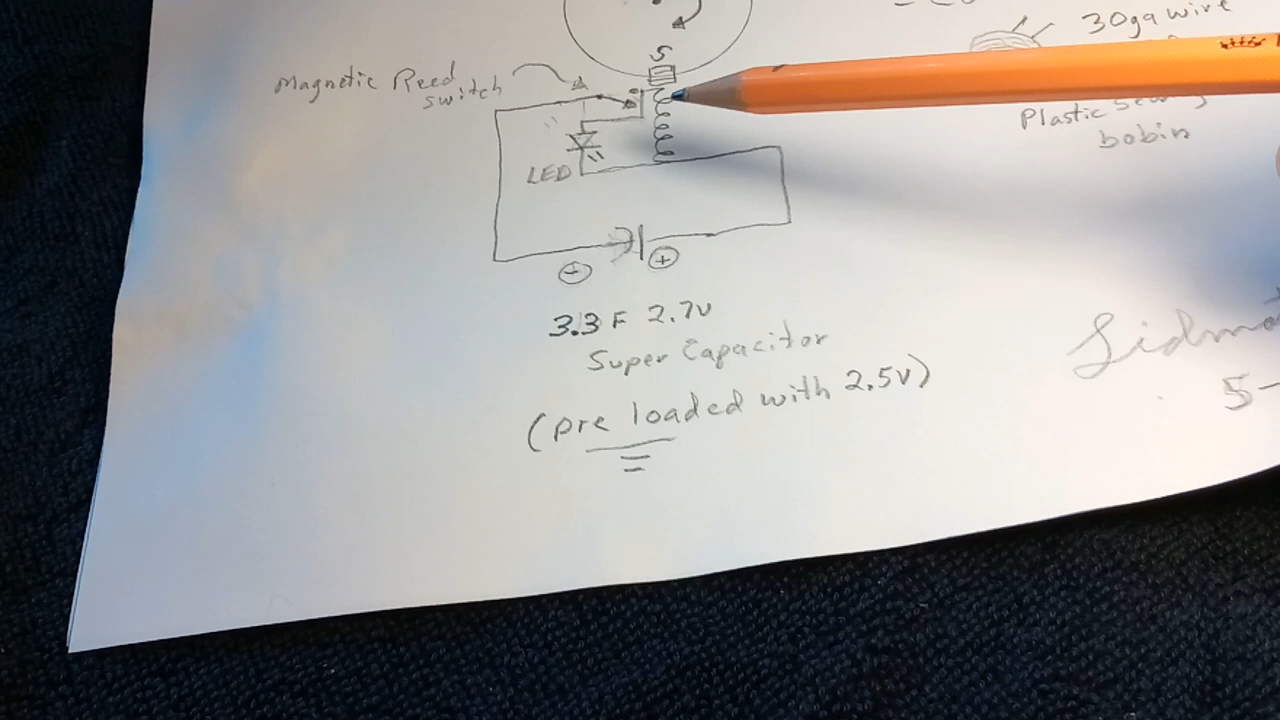 30ga wire
S
Magnetic Reed
switch
Plastic
bobin
LED
+
3.3 F 2.7v
Super Capacitor
(pre loaded with 2.5v)
5-